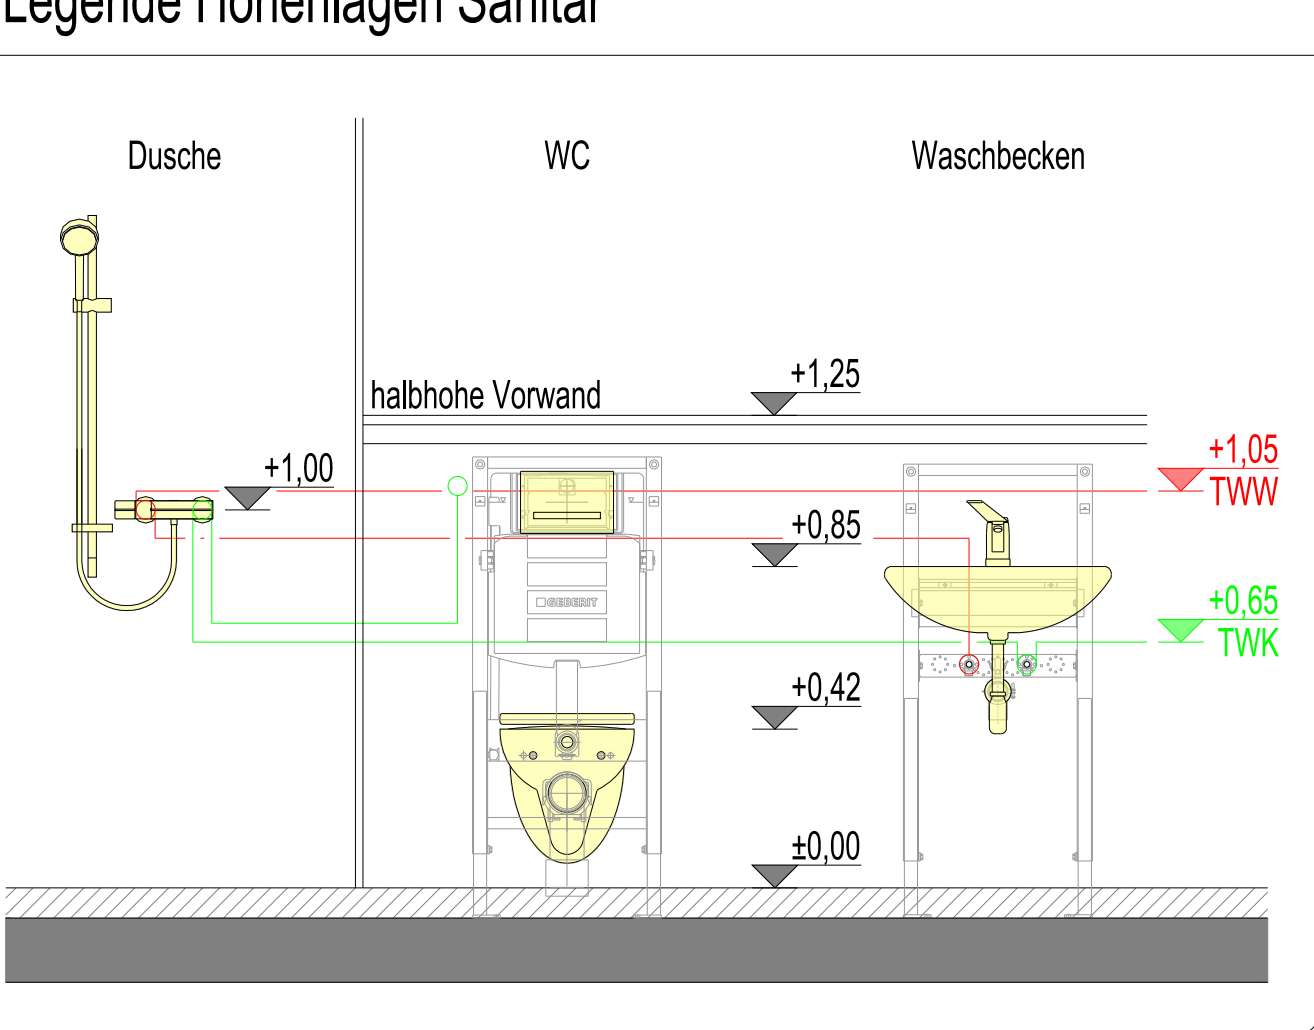 Legende Höhenlagen Sanitär
Dusche
WC
Waschbecken
+1,25
halbhohe Vorwand
+1,05
+1,00
TWW
+0,85
GEBERIT
+0,65
TWK
+0,42
±0,00